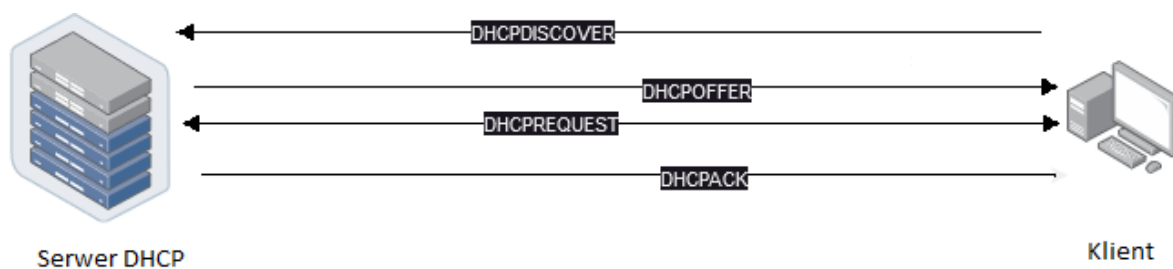 DHCPDISCOVER
DHCPOFFER
DHCPREQUEST
DHCPACK
Serwer DHCP
Klient